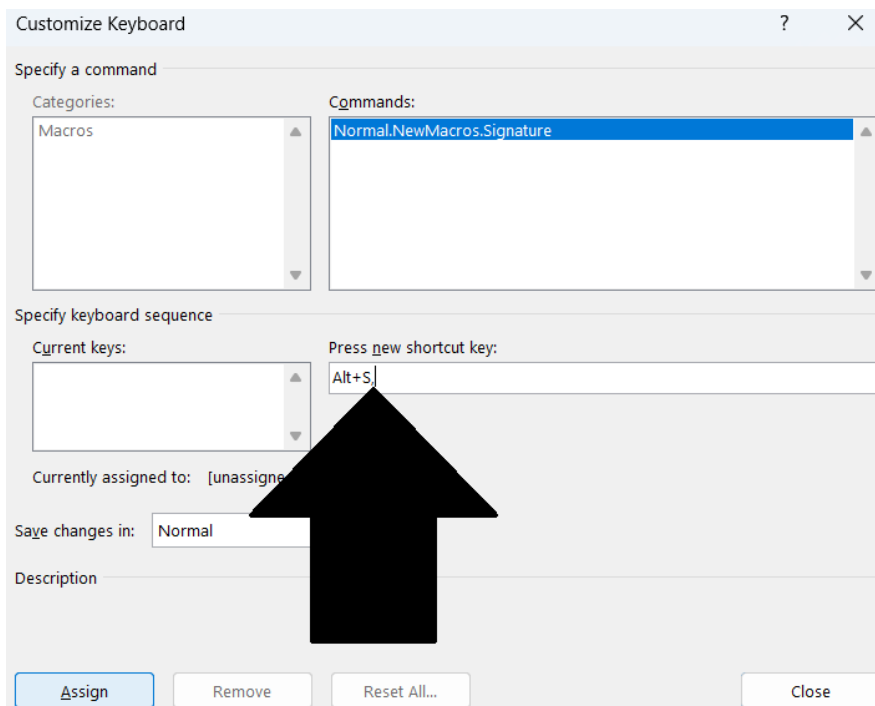 Customize Keyboard ? ×
Specify a command
Categories: Commands:
Macros Normal.NewMacros.Signature
Specify keyboard sequence
Current keys: Press new shortcut key:
Alt+S,
Currently assigned to: [unassigne
Save changes in: Normal
Description
Assign Remove Reset All... Close